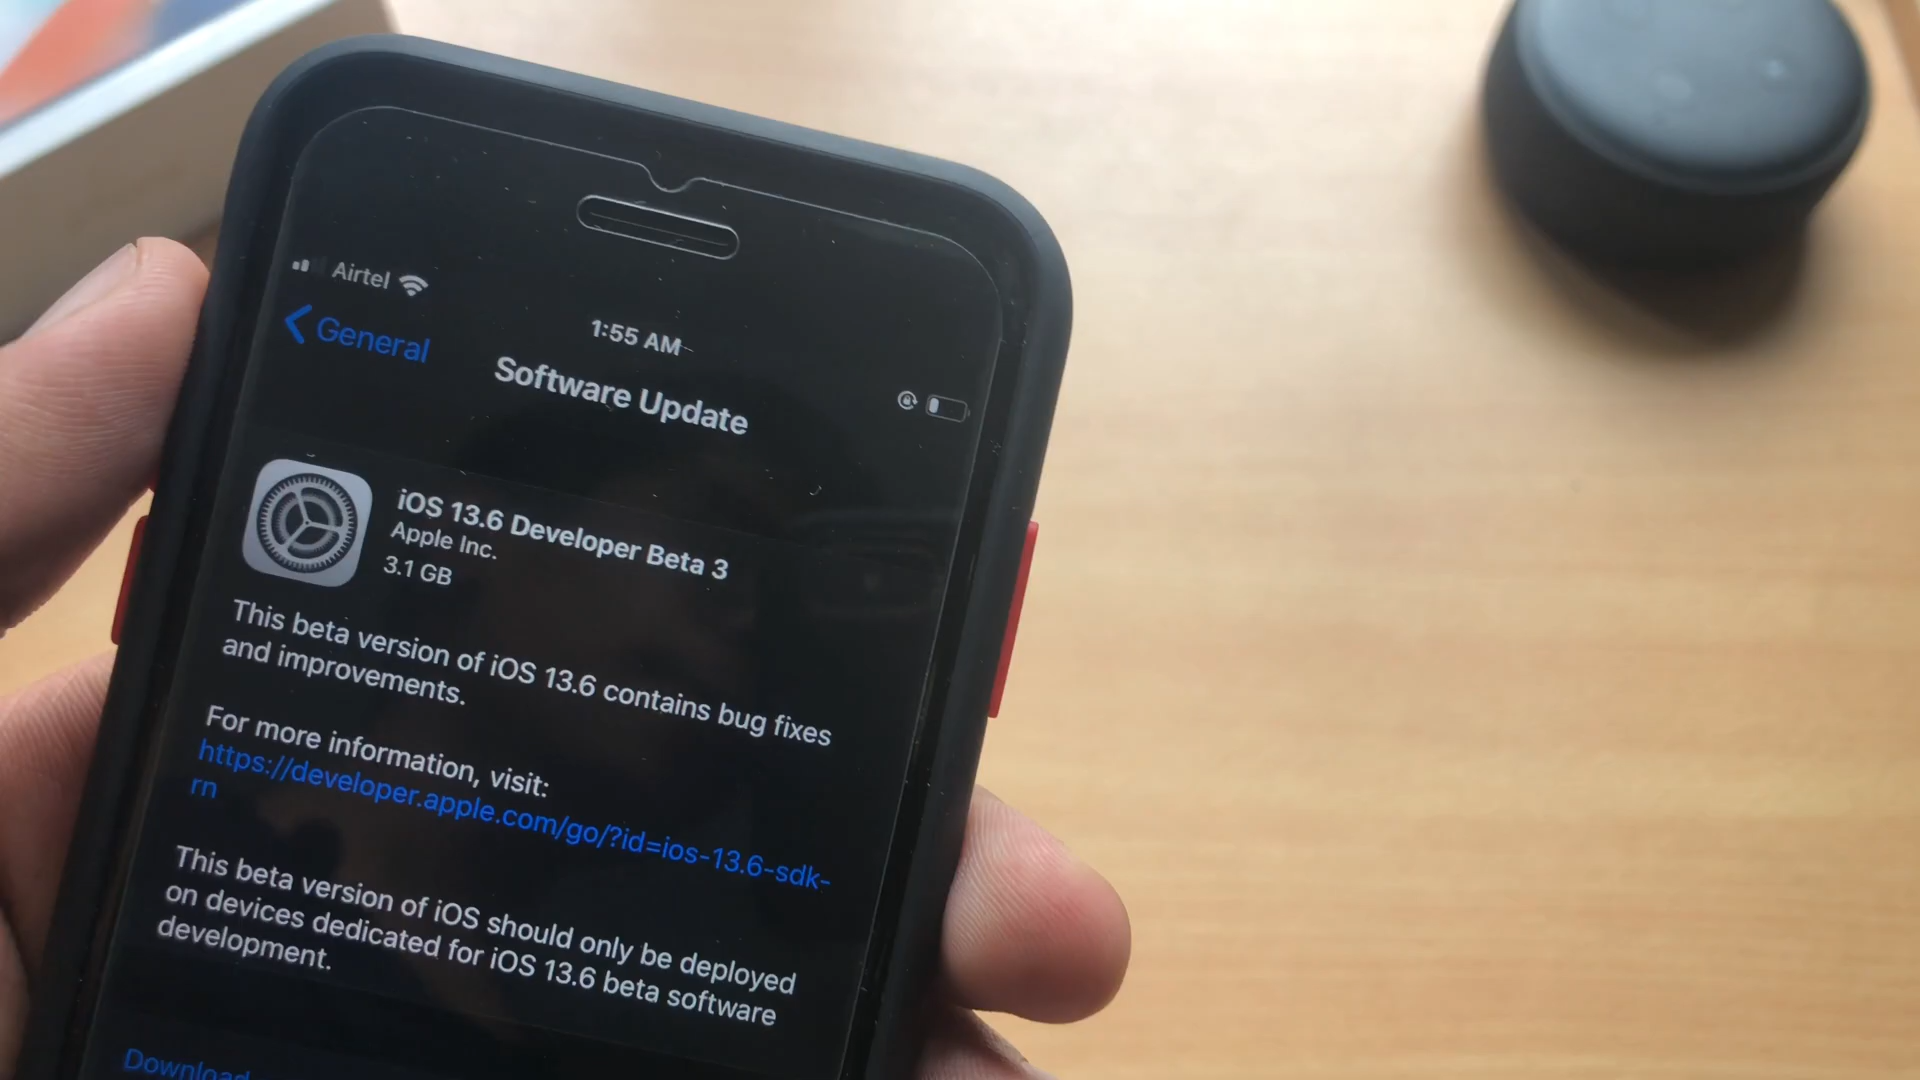 Airtel
1:55 AM
General
Software Update
iOS 13.6 Developer Beta 3
Apple Inc.
3.1 GB
This beta version of iOS 13.6 contains bug fixes
and improvements.
For more information, visit:
https://developer.apple.com/go/?id=ios-13.6-sdk-
rn
This beta version of iOS should only be deployed
on devices dedicated for iOS 13.6 beta software
development.
Download